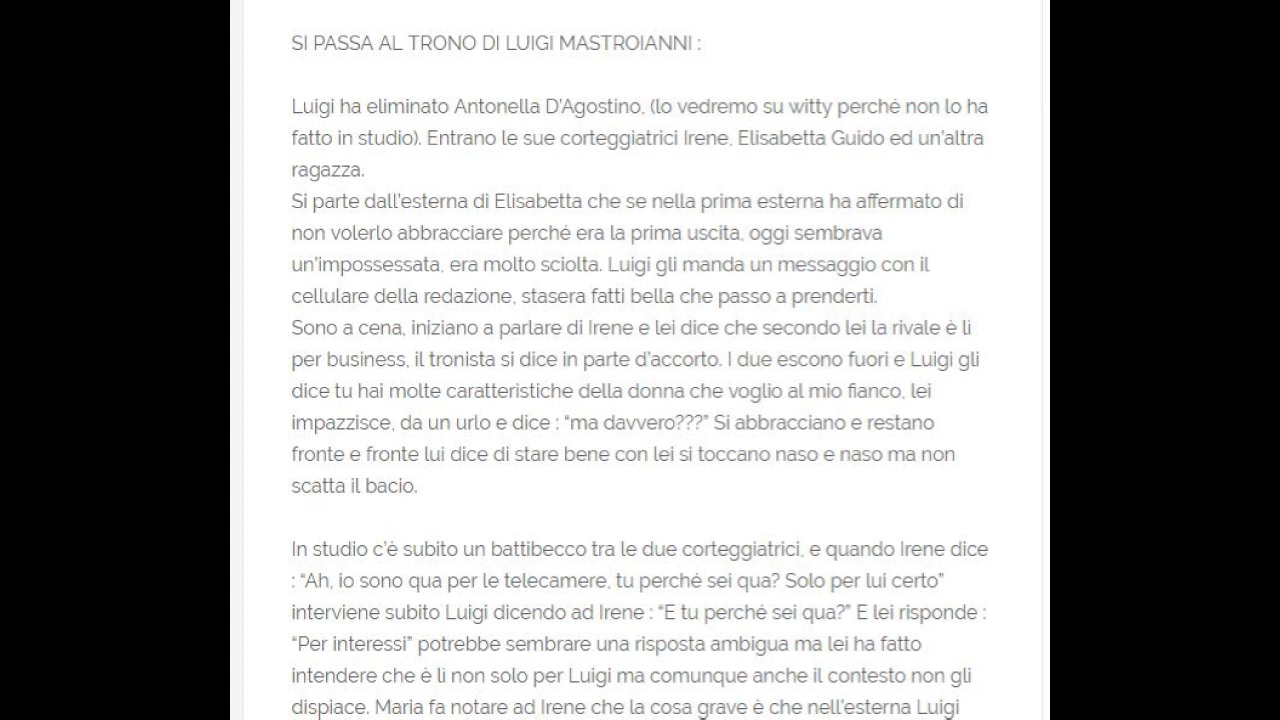 SI PASSA AL TRONO DI LUIGI MASTROIANNI :
Luigi ha eliminato Antonella D'Agostino, (lo vedremo su witty perché non lo ha
fatto in studio). Entrano le sue corteggiatrici Irene, Elisabetta Guido ed un'altra
ragazza.
Si parte dall'esterna di Elisabetta che se nella prima esterna ha affermato di
non volerlo abbracciare perché era la prima uscita, oggi sembrava
un'impossessata, era molto sciolta. Luigi gli manda un messaggio con il
cellulare della redazione, stasera fatti bella che passo a prenderti.
Sono a cena, iniziano a parlare di Irene e lei dice che secondo lei la rivale è lì
per business, il tronista si dice in parte d'accorto. I due escono fuori e Luigi gli
dice tu hai molte caratteristiche della donna che voglio al mio fianco, lei
impazzisce, da un urlo e dice : “ma davvero???” Si abbracciano e restano
fronte e fronte lui dice di stare bene con lei si toccano naso e naso ma non
scatta il bacio.
In studio c'è subito un battibecco tra le due corteggiatrici, e quando Irene dice
: “Ah, io sono qua per le telecamere, tu perché sei qua? Solo per lui certo”
interviene subito Luigi dicendo ad Irene : “E tu perché sei qua?” E lei risponde :
“Per interessi” potrebbe sembrare una risposta ambigua ma lei ha fatto
intendere che è lì non solo per Luigi ma comunque anche il contesto non gli
dispiace. Maria fa notare ad Irene che la cosa grave è che nell'esterna Luigi